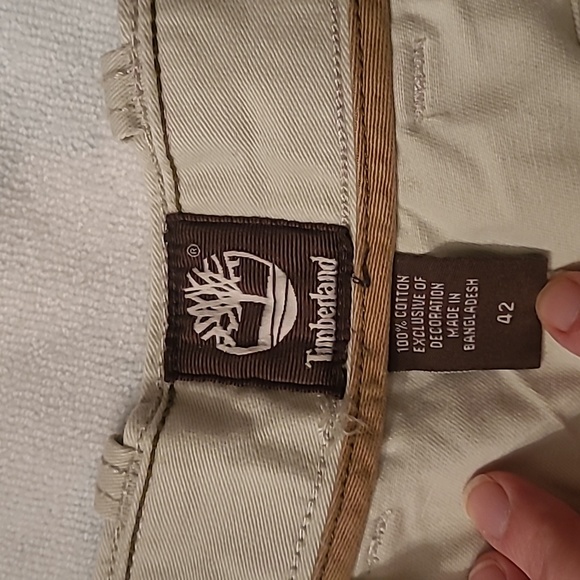 ®
Timberland
100% COTTON
EXCLUSIVE OF
DECORATION
MADE IN
BANGLADESH
42